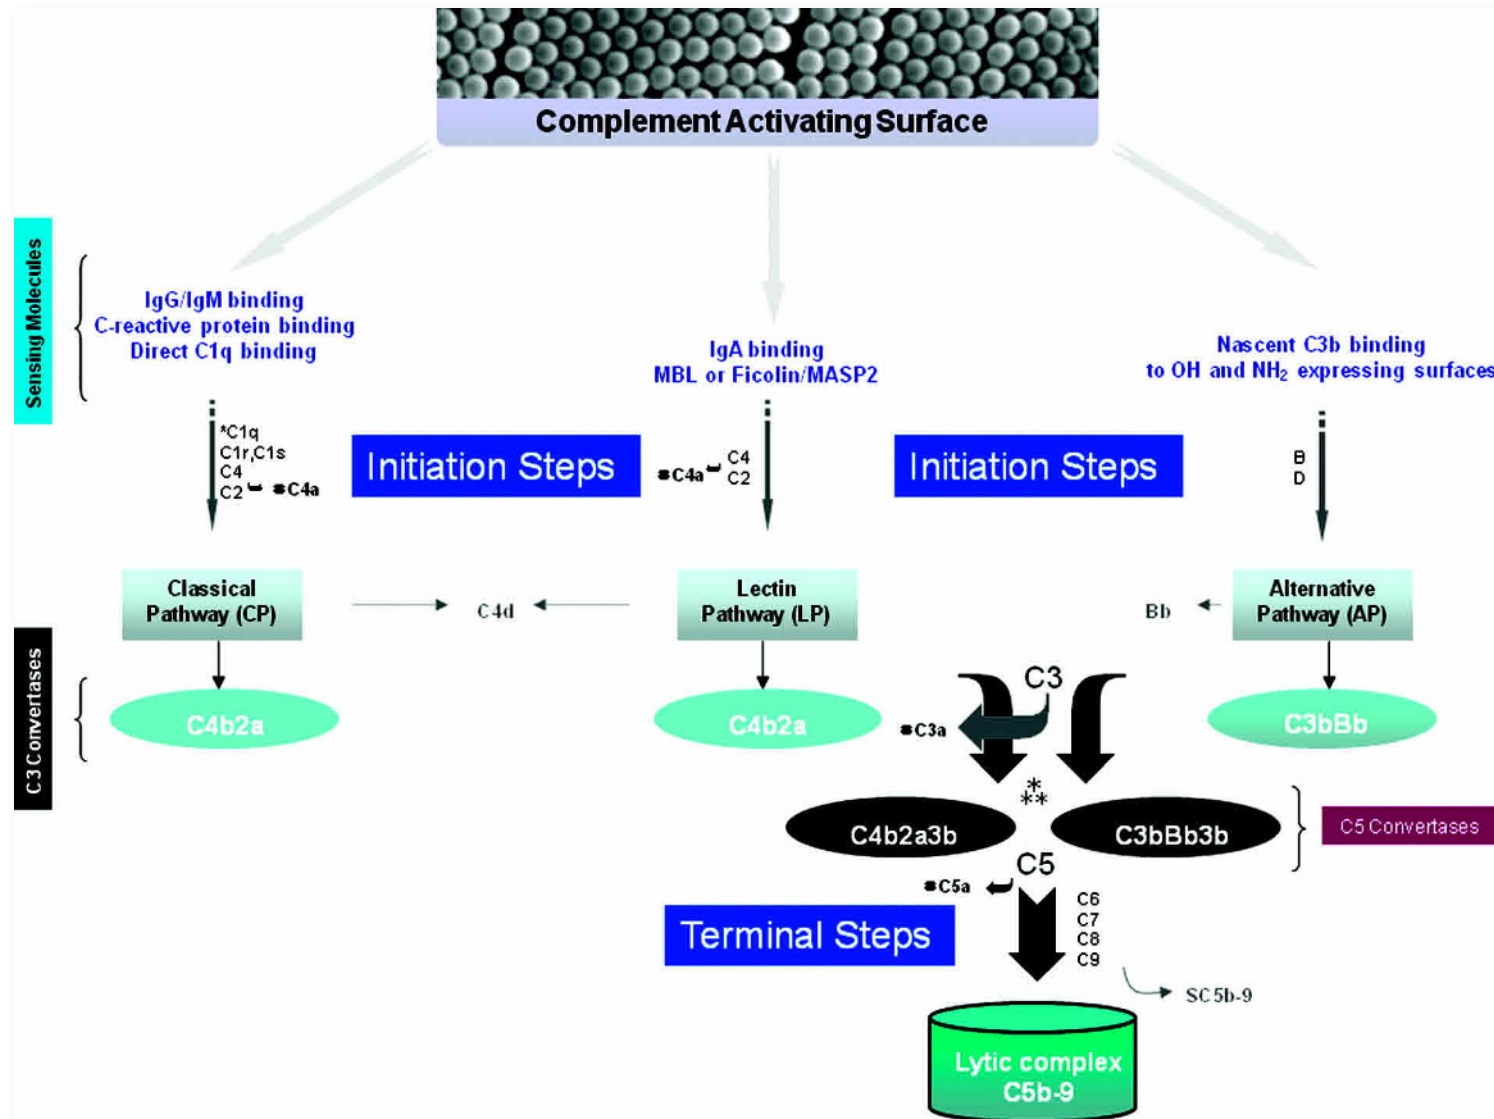 Complement Activating Surface
Sensing Molecules
IgG/IgM binding
C-reactive protein binding
Direct C1q binding
IgA binding
MBL or Ficolin/MASP2
Nascent C3b binding
to OH and NH₂ expressing surfaces
*C1q
C1r,C1s
C4
C2
#C4a
Initiation Steps
#C4a
C4
C2
Initiation Steps
B
D
Classical
Pathway (CP)
C4d
Lectin
Pathway (LP)
Bb
Alternative
Pathway (AP)
C3 Convertases
C4b2a
C4b2a
C3
#C3a
C3bBb
*
**
C4b2a3b
C3bBb3b
C5 Convertases
C5
#C5a
Terminal Steps
C6
C7
C8
C9
SC5b-9
Lytic complex
C5b-9